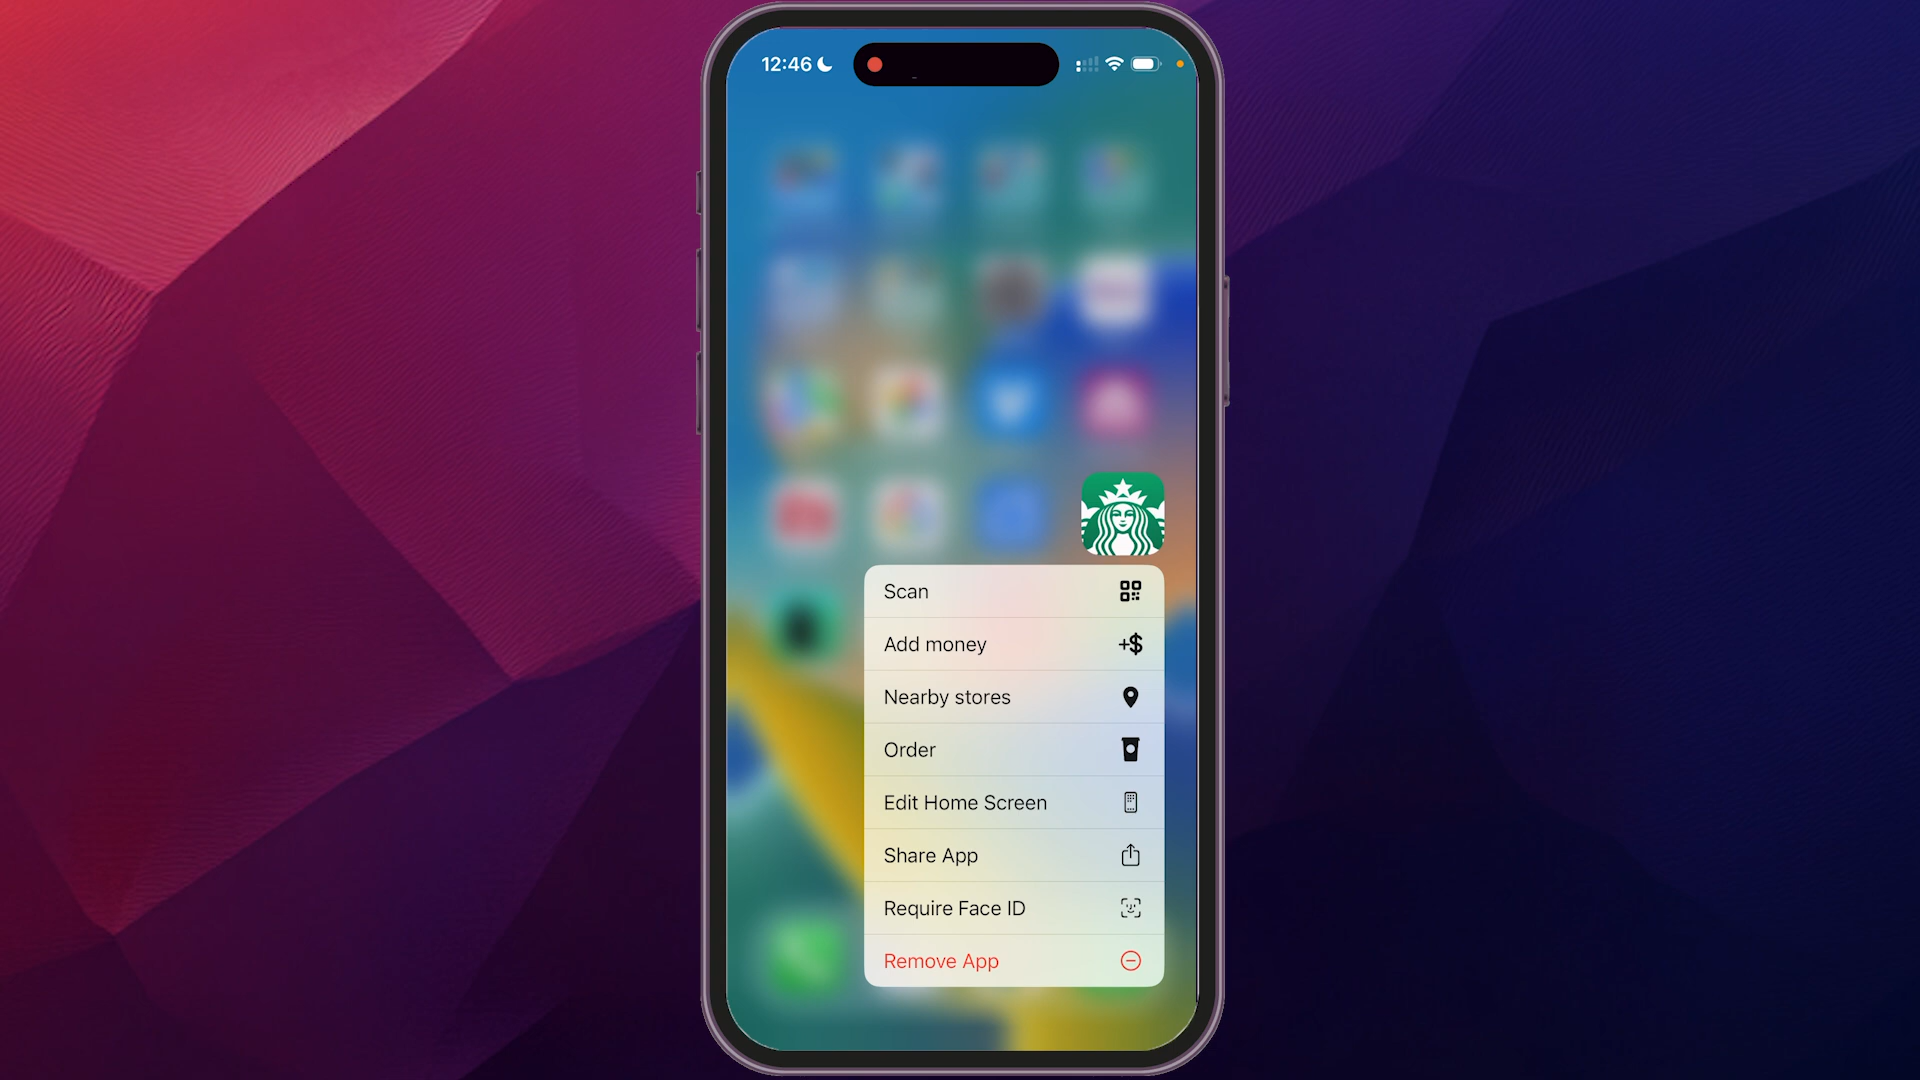 12:46
Scan
Add money
+$
Nearby stores
Order
Edit Home Screen
Share App
Require Face ID
Remove App